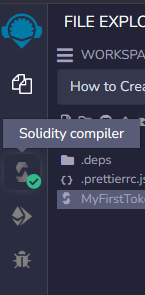 FILE EXPLO
WORKSPA
How to Crea
Solidity compiler
.deps
.prettierrc.js
MyFirstToke